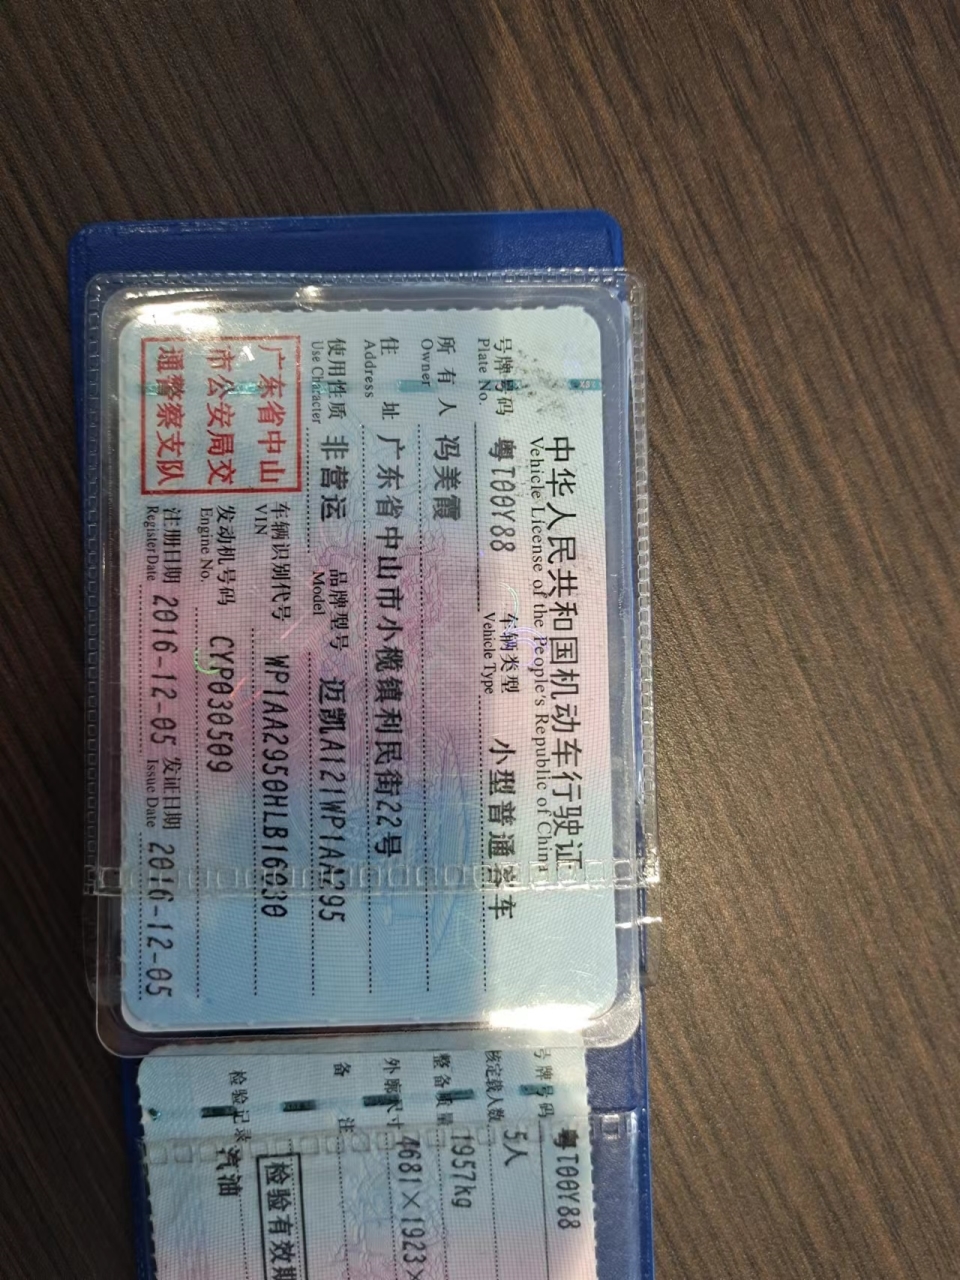 中华人民共和国机动车行驶证
Vehicle License of the People's Republic of China
号牌号码 粤T00Y88 车辆类型 小型普通客车
Plate No. Vehicle Type
所有人 冯美霞
Owner
住址 广东省中山市小榄镇利民街22号
Address
使用性质 非营运 品牌型号 迈凯A121WP1AA295
Use Character Model
广东省中山
市公安局交
通警察支队
车辆识别代号 WP1AA2950HLB16030
VIN
发动机号码 CYP030509
Engine No.
注册日期 2016-12-05 发证日期 2016-12-05
Register Date Issue Date
号牌号码 粤T00Y88
核定载人数 5人
整备质量 1957kg
外廓尺寸 4681×1923×
备注
检验有效期
检验记录 汽油